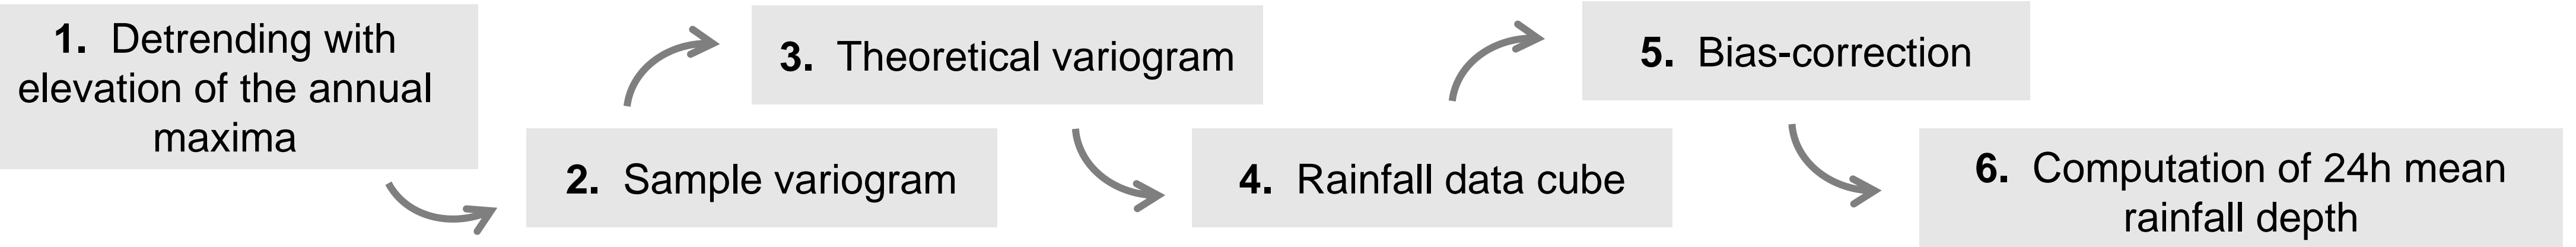 1. Detrending with
elevation of the annual
maxima
2. Sample variogram
3. Theoretical variogram
4. Rainfall data cube
5. Bias-correction
6. Computation of 24h mean
rainfall depth